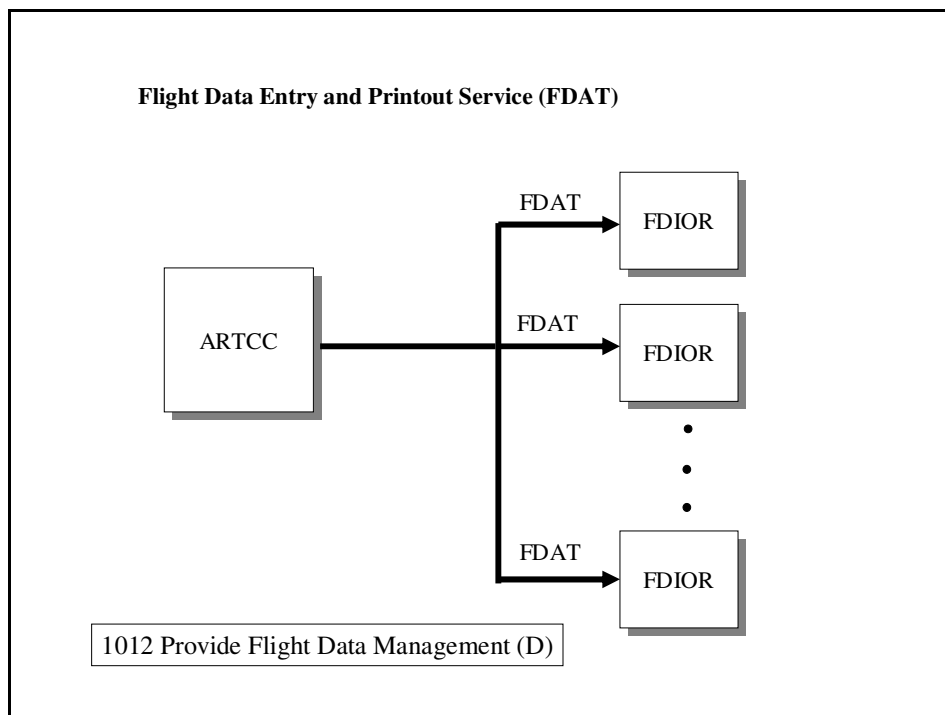 Flight Data Entry and Printout Service (FDAT)
FDAT
FDIOR
ARTCC
FDAT
FDIOR
FDAT
FDIOR
1012 Provide Flight Data Management (D)